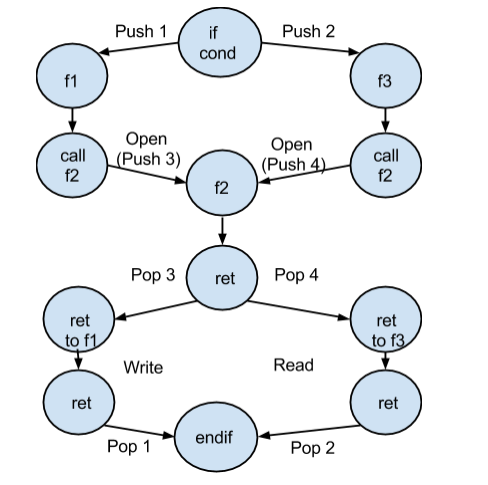 Push 1
if
cond
Push 2
f1
f3
call
f2
Open
(Push 3)
f2
Open
(Push 4)
call
f2
Pop 3
ret
Pop 4
ret
to f1
ret
to f3
Write
Read
ret
ret
Pop 1
endif
Pop 2